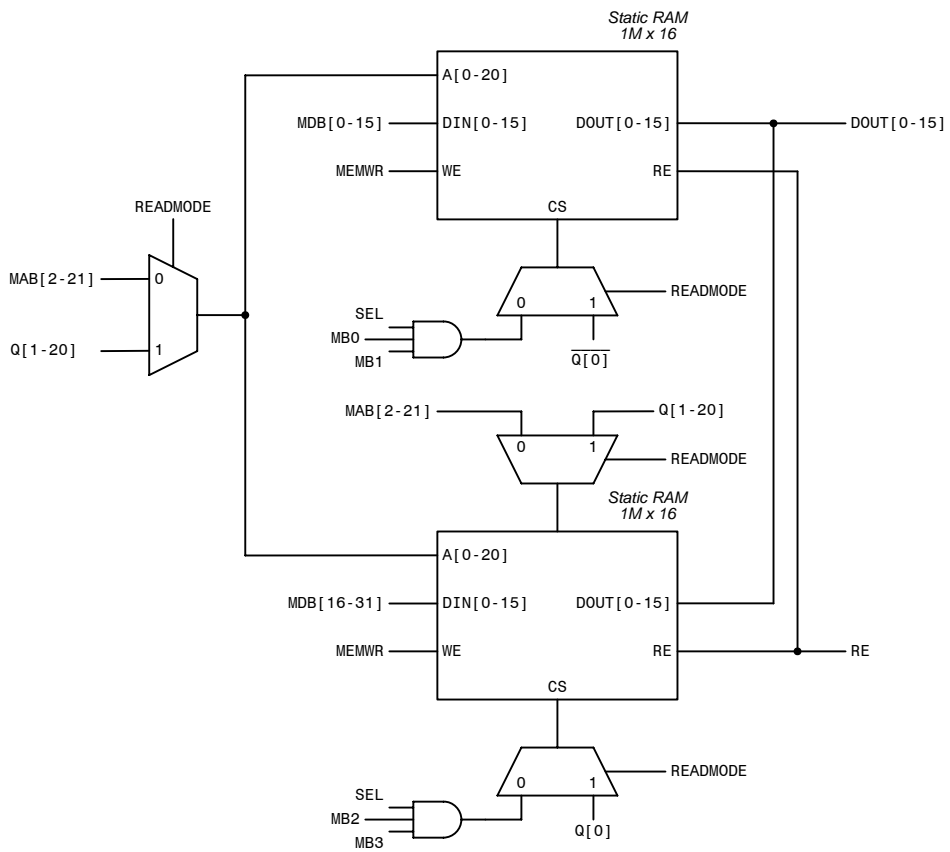 Static RAM
1M x 16
A[0-20]
MDB[0-15]
DIN[0-15]
DOUT[0-15]
DOUT[0-15]
MEMWR
WE
RE
CS
READMODE
MAB[2-21]
0
Q[1-20]
1
0
1
READMODE
SEL
MB0
MB1
Q[0]
MAB[2-21]
Q[1-20]
0
1
READMODE
Static RAM
1M x 16
A[0-20]
MDB[16-31]
DIN[0-15]
DOUT[0-15]
MEMWR
WE
RE
RE
CS
0
1
READMODE
SEL
MB2
MB3
Q[0]